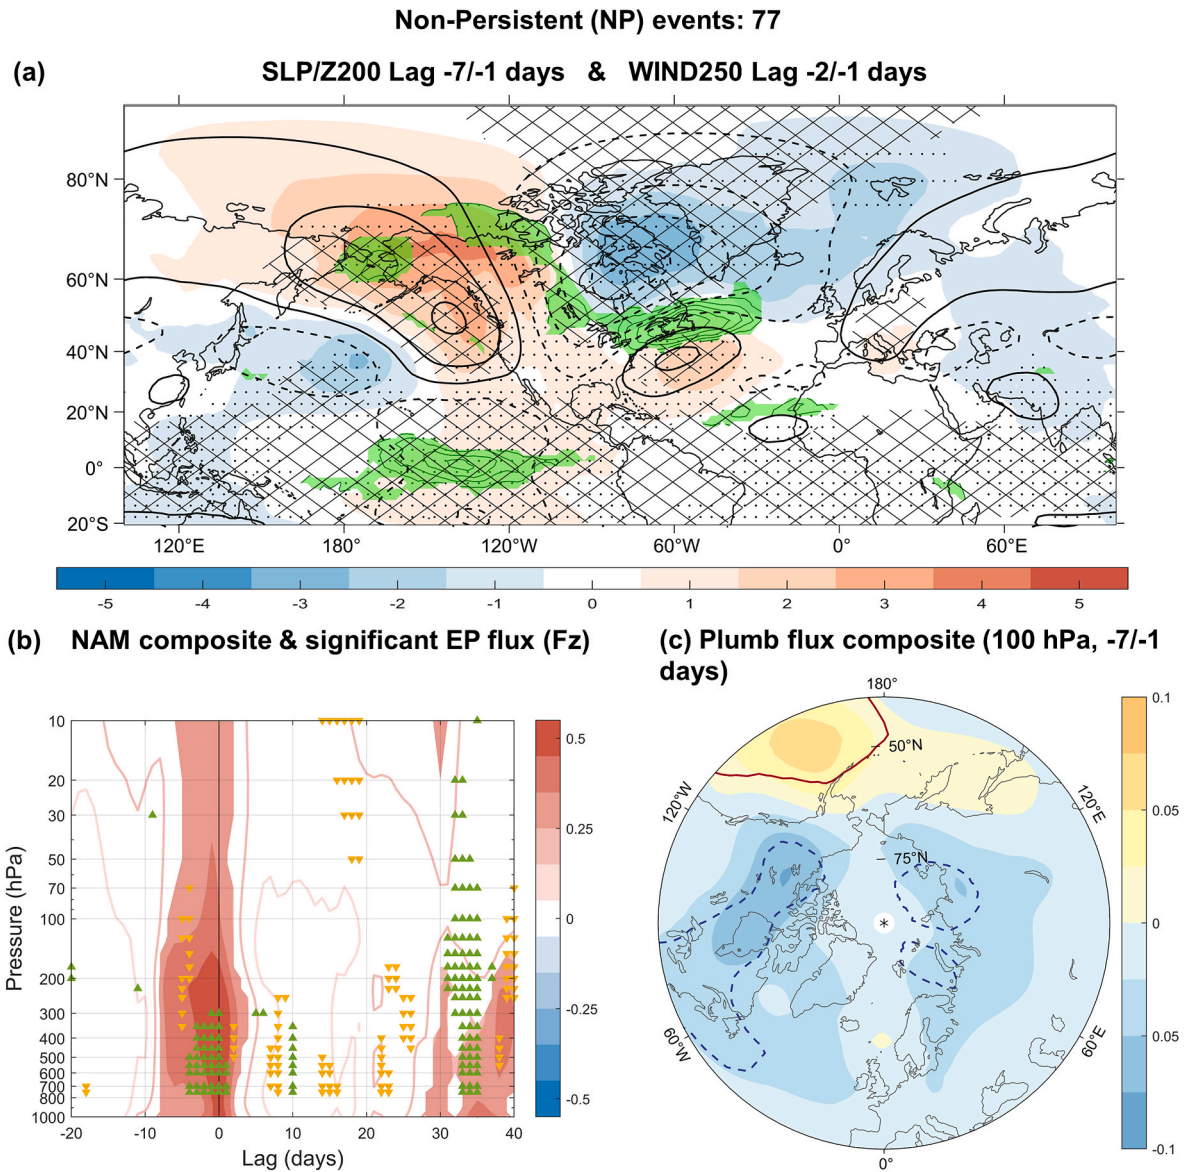 Non-Persistent (NP) events: 77
(a) SLP/Z200 Lag -7/-1 days & WIND250 Lag -2/-1 days
80°N
60°N
40°N
20°N
0°
20°S
120°E 180° 120°W 60°W 0° 60°E
-5 -4 -3 -2 -1 0 1 2 3 4 5
(b) NAM composite & significant EP flux (Fz)
(c) Plumb flux composite (100 hPa, -7/-1
days)
Pressure (hPa)
10
20
30
50
70
100
200
300
400
500
600
700
800
1000
-20 -10 0 10 20 30 40
Lag (days)
0.5
0.25
0
-0.25
-0.5
180°
50°N
120°W
120°E
75°N
60°W
60°E
0°
0.1
0.05
0
-0.05
-0.1